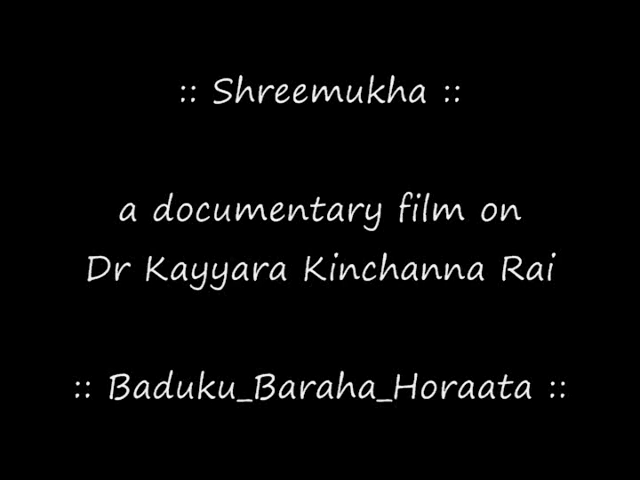 :: Shreemukha ::
a documentary film on
Dr Kayyara Kinchanna Rai
:: Baduku_Baraha_Horaata ::